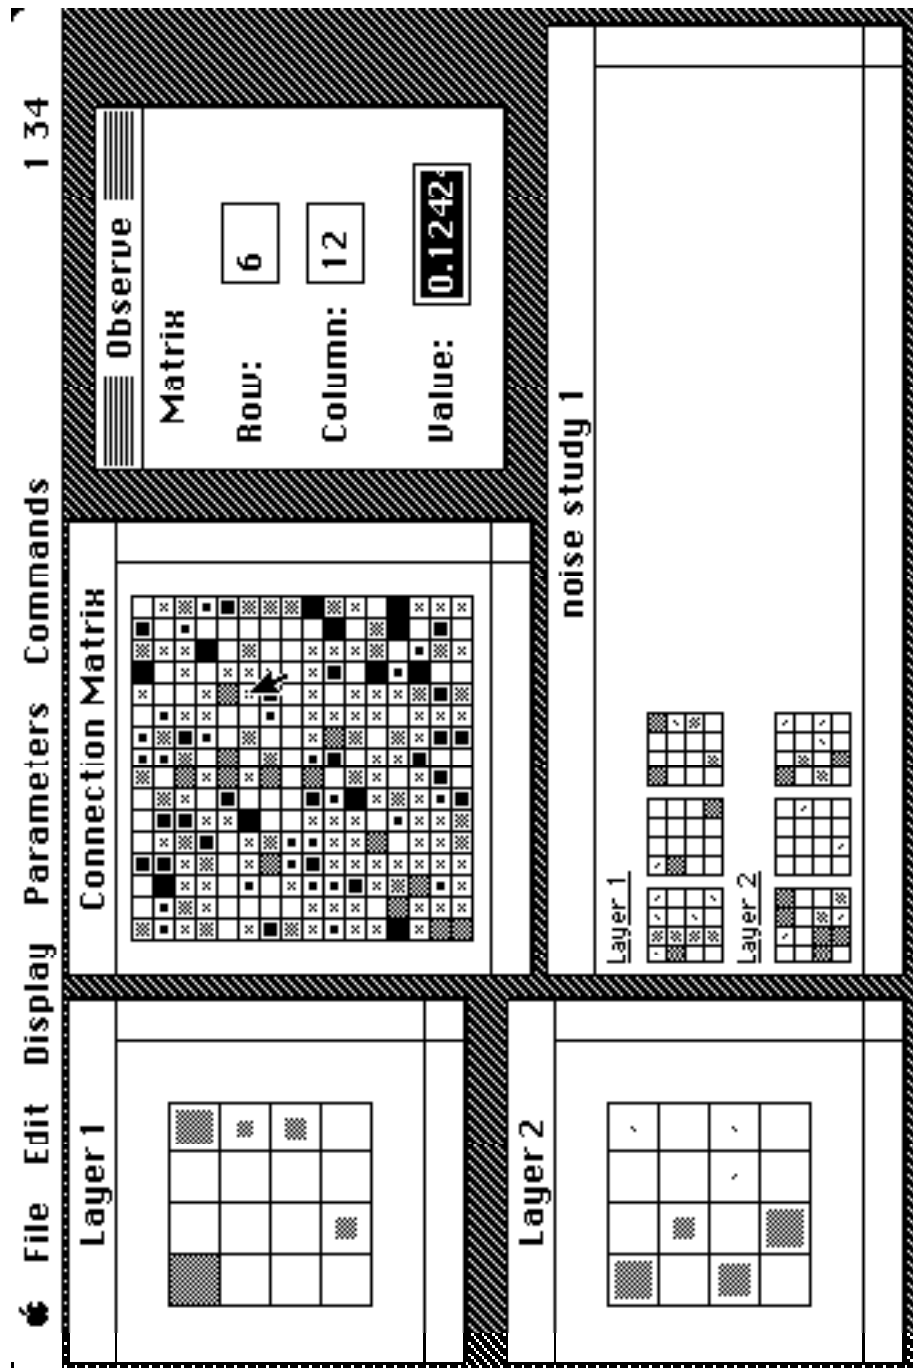 File Edit Display Parameters Commands 1 34
Layer 1
Connection Matrix
Observe
Matrix
Row: 6
Column: 12
Value: 0.1242
Layer 2
noise study 1
Layer 1
Layer 2